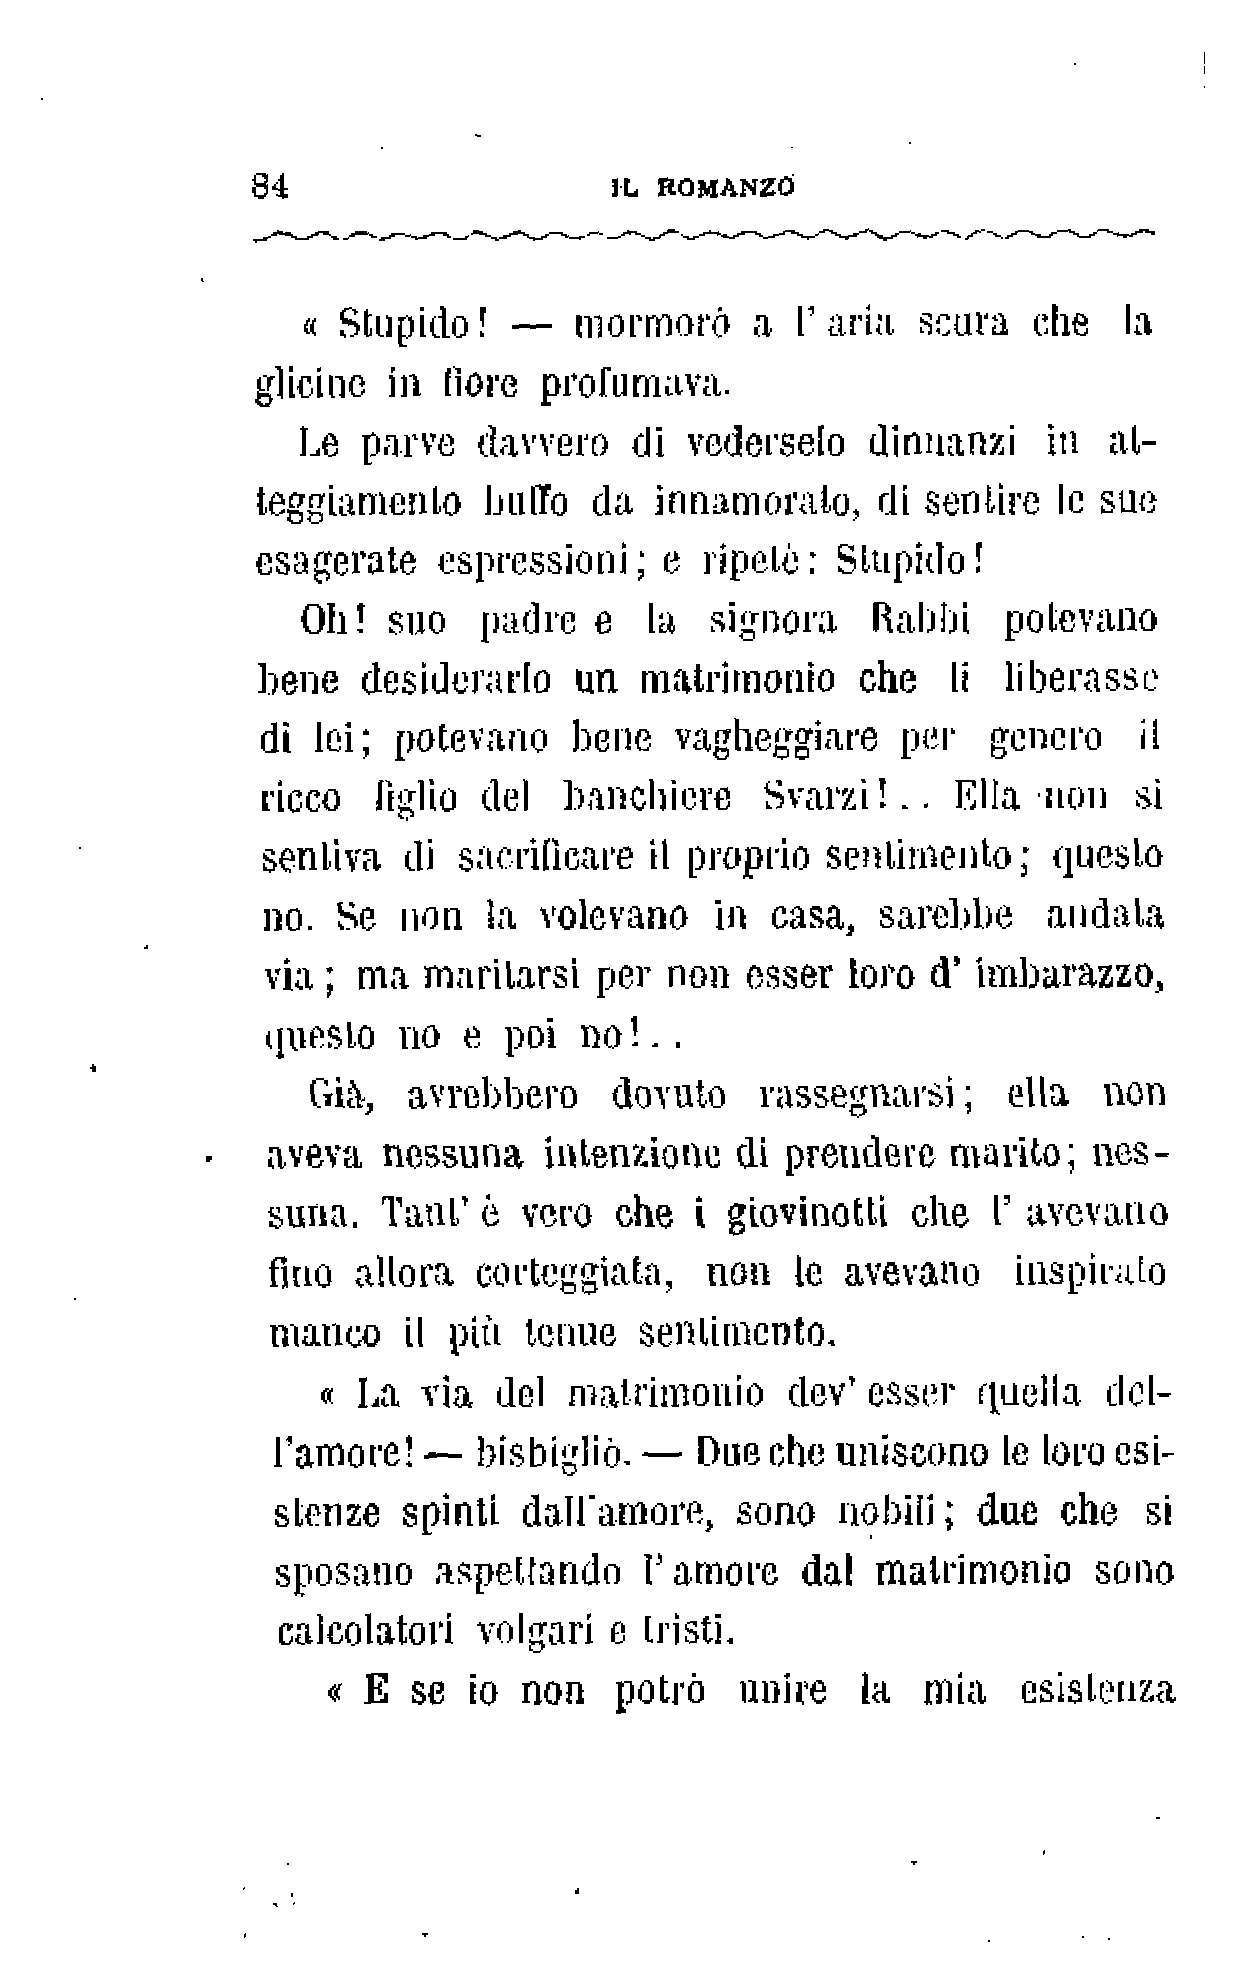 84 IL ROMANZO
« Stupido! — mormorò a l' aria scura che la
glicine in fiore profumava.
Le parve davvero di vederselo dinnanzi in at-
teggiamento buffo da innamorato, di sentire le sue
esagerate espressioni; e ripetè: Stupido!
Oh! suo padre e la signora Rabbi potevano
bene desiderarlo un matrimonio che li liberasse
di lei; potevano bene vagheggiare per genero il
ricco figlio del banchiere Svarzi!.. Ella non si
sentiva di sacrificare il proprio sentimento; questo
no. Se non la volevano in casa, sarebbe andata
via; ma maritarsi per non esser loro d' imbarazzo,
questo no e poi no!..
Già, avrebbero dovuto rassegnarsi; ella non
aveva nessuna intenzione di prendere marito; nes-
suna. Tant' è vero che i giovinotti che l' avevano
fino allora corteggiata, non le avevano inspirato
manco il più tenue sentimento.
« La via del matrimonio dev' esser quella del-
l'amore! — bisbigliò. — Due che uniscono le loro esi-
stenze spinti dall'amore, sono nobili; due che si
sposano aspettando l' amore dal matrimonio sono
calcolatori volgari e tristi.
« E se io non potrò unire la mia esistenza